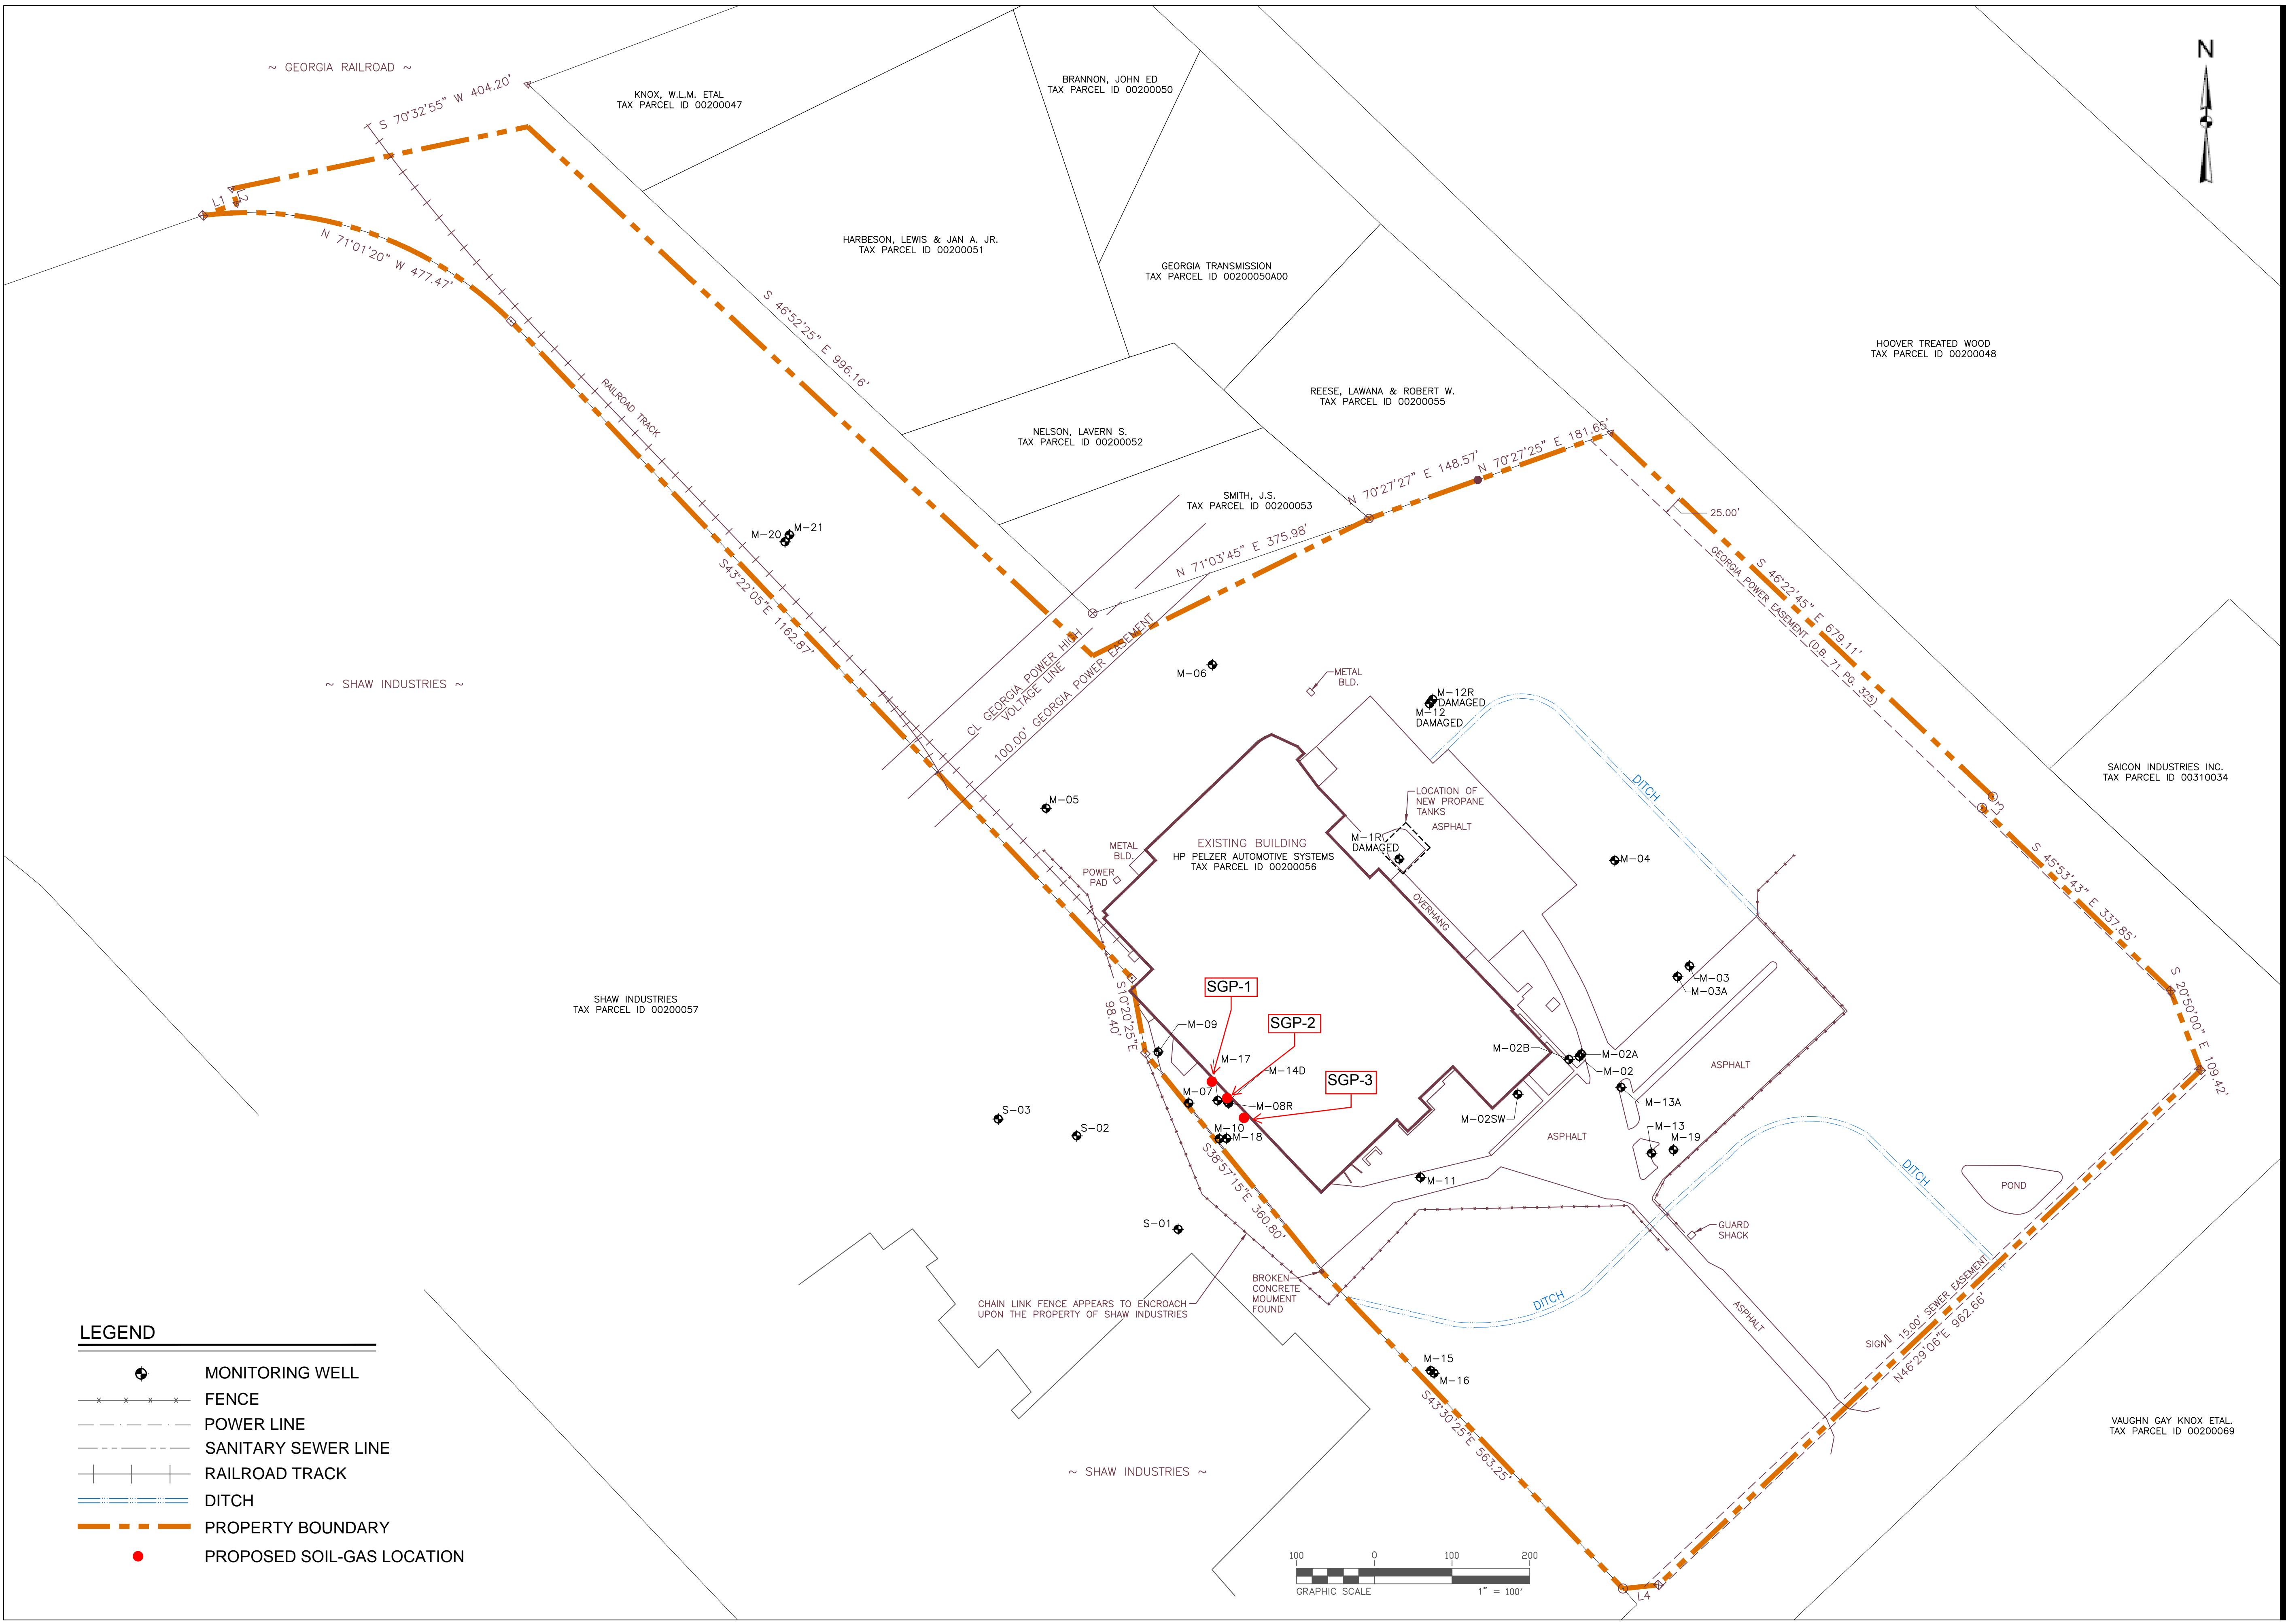 ~ GEORGIA RAILROAD ~
S 70°32'55" W 404.20'
KNOX, W.L.M. ETAL
TAX PARCEL ID 00200047
BRANNON, JOHN ED
TAX PARCEL ID 00200050
N
L1
L2
N 71°01'20" W 477.47'
HARBESON, LEWIS & JAN A. JR.
TAX PARCEL ID 00200051
GEORGIA TRANSMISSION
TAX PARCEL ID 00200050A00
S 46°52'25" E 996.16'
HOOVER TREATED WOOD
TAX PARCEL ID 00200048
RAILROAD TRACK
REESE, LAWANA & ROBERT W.
TAX PARCEL ID 00200055
NELSON, LAVERN S.
TAX PARCEL ID 00200052
N 70°27'27" E 148.57'
N 70°27'25" E 181.65'
SMITH, J.S.
TAX PARCEL ID 00200053
25.00'
M-20
M-21
N 71°03'45" E 375.98'
S43°22'05"E 1162.87'
GEORGIA POWER EASEMENT (D.B. 71 PG. 325)
S 46°22'45" E 679.11'
~ SHAW INDUSTRIES ~
CL GEORGIA POWER HIGH
VOLTAGE LINE
100.00' GEORGIA POWER EASEMENT
M-06
METAL
BLD.
M-12R
DAMAGED
M-12
DAMAGED
SAICON INDUSTRIES INC.
TAX PARCEL ID 00310034
DITCH
L3
M-05
LOCATION OF
NEW PROPANE
TANKS
ASPHALT
M-1R
DAMAGED
EXISTING BUILDING
HP PELZER AUTOMOTIVE SYSTEMS
TAX PARCEL ID 00200056
METAL
BLD.
POWER
PAD
M-04
S 45°53'43" E 337.85'
OVERHANG
M-03
M-03A
S 20°50'00" E 109.42'
SHAW INDUSTRIES
TAX PARCEL ID 00200057
S10°20'25"E
98.40'
SGP-1
SGP-2
SGP-3
M-09
M-17
M-14D
M-07
M-08R
M-10
M-18
M-02B
M-02A
M-02
M-02SW
M-13A
ASPHALT
M-13
M-19
ASPHALT
S-03
S-02
S38°57'15"E 360.80'
M-11
DITCH
POND
S-01
GUARD
SHACK
BROKEN
CONCRETE
MOUMENT
FOUND
CHAIN LINK FENCE APPEARS TO ENCROACH
UPON THE PROPERTY OF SHAW INDUSTRIES
DITCH
ASPHALT
SIGN
15.00' SEWER EASEMENT
N46°29'06"E 962.66'
M-15
M-16
S43°30'25"E 563.25'
VAUGHN GAY KNOX ETAL.
TAX PARCEL ID 00200069
~ SHAW INDUSTRIES ~
L4
LEGEND
MONITORING WELL
FENCE
POWER LINE
SANITARY SEWER LINE
RAILROAD TRACK
DITCH
PROPERTY BOUNDARY
PROPOSED SOIL-GAS LOCATION
100 0 100 200
GRAPHIC SCALE 1" = 100'